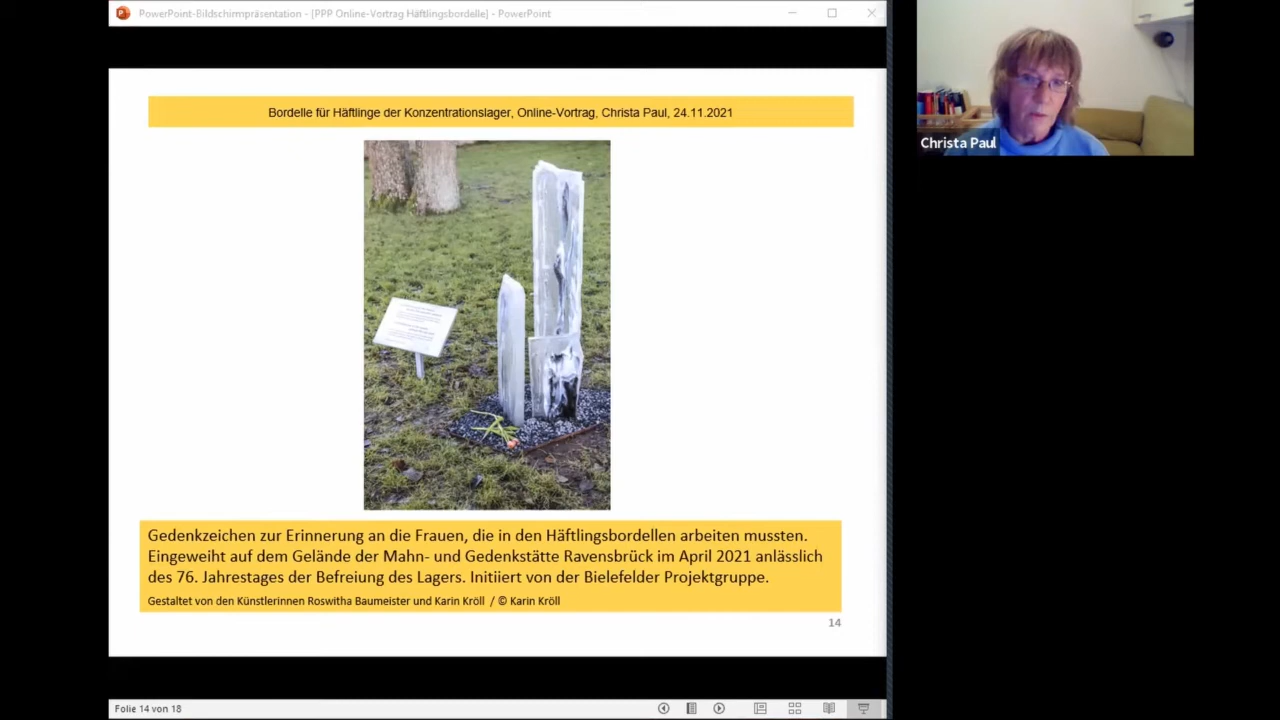 PowerPoint-Bildschirmpräsentation - [PPP Online-Vortrag Häftlingsbordelle] - PowerPoint
Bordelle für Häftlinge der Konzentrationslager, Online-Vortrag, Christa Paul, 24.11.2021
Christa Paul
Gedenkzeichen zur Erinnerung an die Frauen, die in den Häftlingsbordellen arbeiten mussten.
Eingeweiht auf dem Gelände der Mahn- und Gedenkstätte Ravensbrück im April 2021 anlässlich
des 76. Jahrestages der Befreiung des Lagers. Initiiert von der Bielefelder Projektgruppe.
Gestaltet von den Künstlerinnen Roswitha Baumeister und Karin Kröll / © Karin Kröll
14
Folie 14 von 18